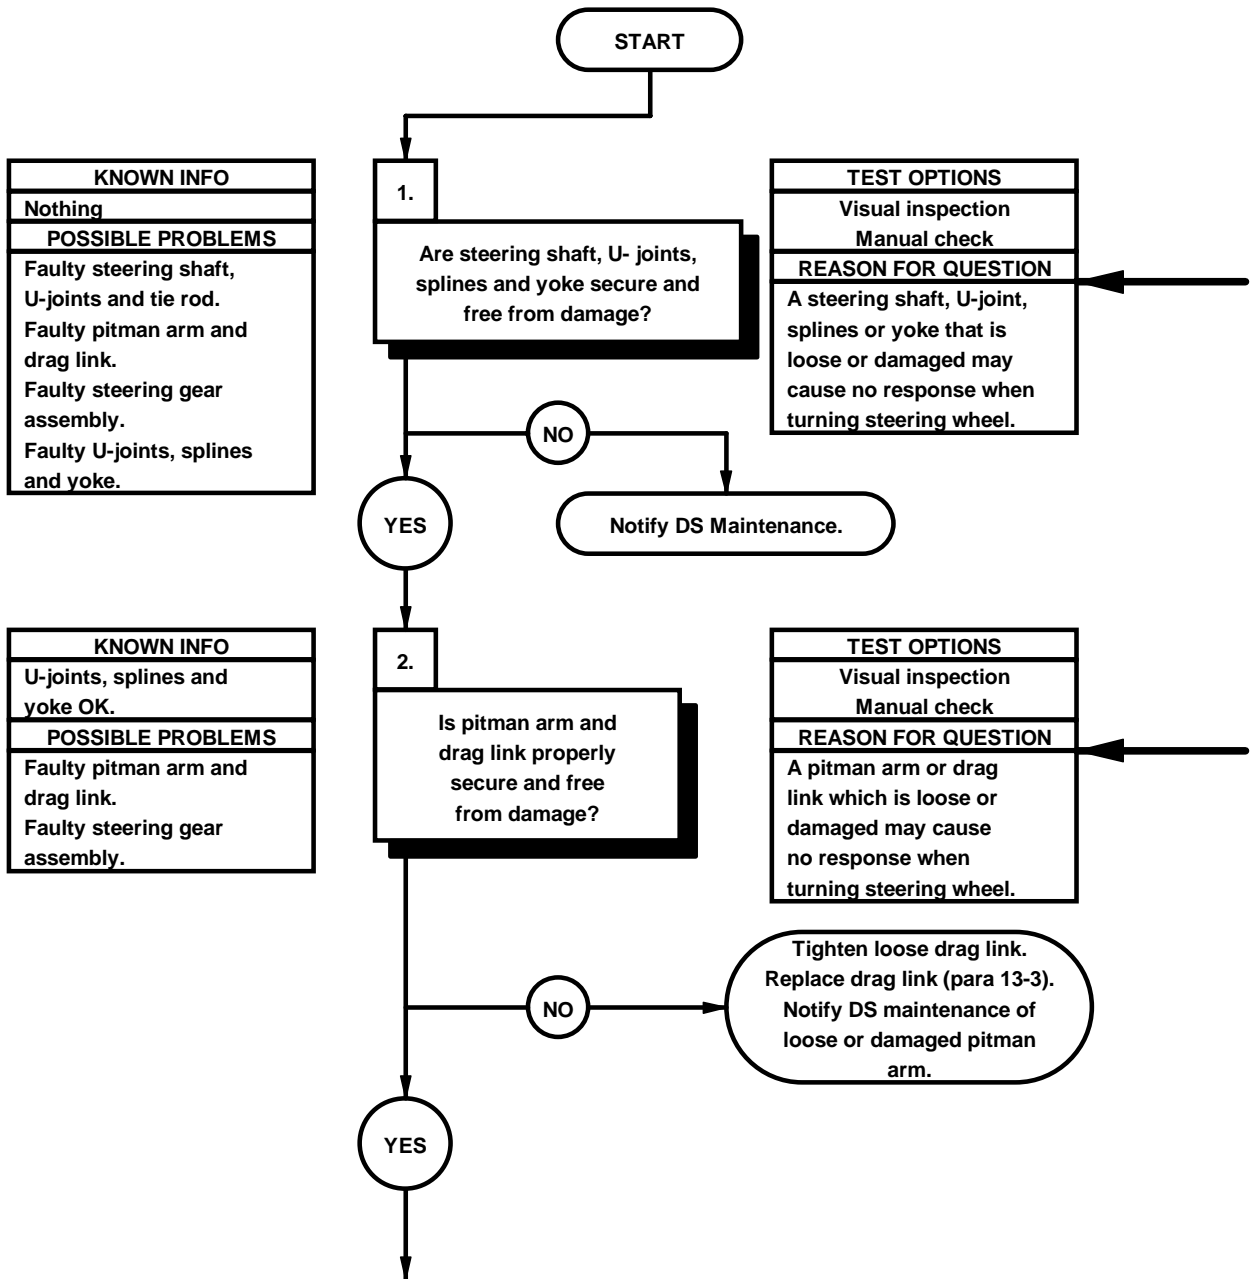 START
KNOWN INFO
Nothing
POSSIBLE PROBLEMS
Faulty steering shaft,
U-joints and tie rod.
Faulty pitman arm and
drag link.
Faulty steering gear
assembly.
Faulty U-joints, splines
and yoke.
1.
Are steering shaft, U- joints,
splines and yoke secure and
free from damage?
TEST OPTIONS
Visual inspection
Manual check
REASON FOR QUESTION
A steering shaft, U-joint,
splines or yoke that is
loose or damaged may
cause no response when
turning steering wheel.
NO
Notify DS Maintenance.
YES
KNOWN INFO
U-joints, splines and
yoke OK.
POSSIBLE PROBLEMS
Faulty pitman arm and
drag link.
Faulty steering gear
assembly.
2.
Is pitman arm and
drag link properly
secure and free
from damage?
TEST OPTIONS
Visual inspection
Manual check
REASON FOR QUESTION
A pitman arm or drag
link which is loose or
damaged may cause
no response when
turning steering wheel.
NO
Tighten loose drag link.
Replace drag link (para 13-3).
Notify DS maintenance of
loose or damaged pitman
arm.
YES